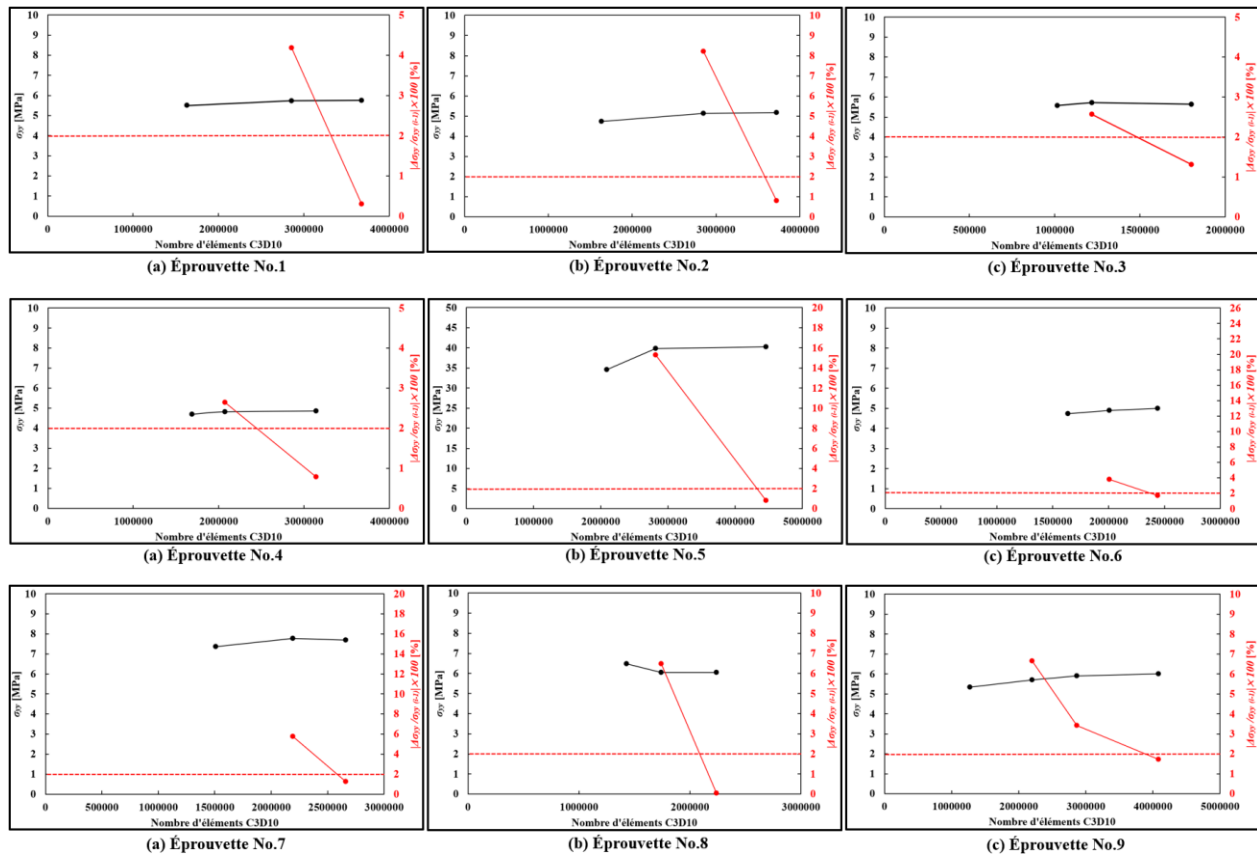 10 9 8 7 6 5 4 3 2 1 0
σyy [MPa]
5 4 3 2 1 0
|Δσyy/σyy (i-1)|×100 [%]
0 1000000 2000000 3000000 4000000
Nombre d'éléments C3D10
(a) Éprouvette No.1
10 9 8 7 6 5 4 3 2 1 0
σyy [MPa]
10 9 8 7 6 5 4 3 2 1 0
|Δσyy/σyy (i-1)|×100 [%]
0 1000000 2000000 3000000 4000000
Nombre d'éléments C3D10
(b) Éprouvette No.2
10 9 8 7 6 5 4 3 2 1 0
σyy [MPa]
5 4 3 2 1 0
|Δσyy/σyy (i-1)|×100 [%]
0 500000 1000000 1500000 2000000
Nombre d'éléments C3D10
(c) Éprouvette No.3
10 9 8 7 6 5 4 3 2 1 0
σyy [MPa]
5 4 3 2 1 0
|Δσyy/σyy (i-1)|×100 [%]
0 1000000 2000000 3000000 4000000
Nombre d'éléments C3D10
(a) Éprouvette No.4
50 45 40 35 30 25 20 15 10 5 0
σyy [MPa]
20 18 16 14 12 10 8 6 4 2 0
|Δσyy/σyy (i-1)|×100 [%]
0 1000000 2000000 3000000 4000000 5000000
Nombre d'éléments C3D10
(b) Éprouvette No.5
10 9 8 7 6 5 4 3 2 1 0
σyy [MPa]
26 24 22 20 18 16 14 12 10 8 6 4 2 0
|Δσyy/σyy (i-1)|×100 [%]
0 500000 1000000 1500000 2000000 2500000 3000000
Nombre d'éléments C3D10
(c) Éprouvette No.6
10 9 8 7 6 5 4 3 2 1 0
σyy [MPa]
20 18 16 14 12 10 8 6 4 2 0
|Δσyy/σyy (i-1)|×100 [%]
0 500000 1000000 1500000 2000000 2500000 3000000
Nombre d'éléments C3D10
(a) Éprouvette No.7
10 9 8 7 6 5 4 3 2 1 0
σyy [MPa]
10 9 8 7 6 5 4 3 2 1 0
|Δσyy/σyy (i-1)|×100 [%]
0 1000000 2000000 3000000
Nombre d'éléments C3D10
(b) Éprouvette No.8
10 9 8 7 6 5 4 3 2 1 0
σyy [MPa]
10 9 8 7 6 5 4 3 2 1 0
|Δσyy/σyy (i-1)|×100 [%]
0 1000000 2000000 3000000 4000000 5000000
Nombre d'éléments C3D10
(c) Éprouvette No.9